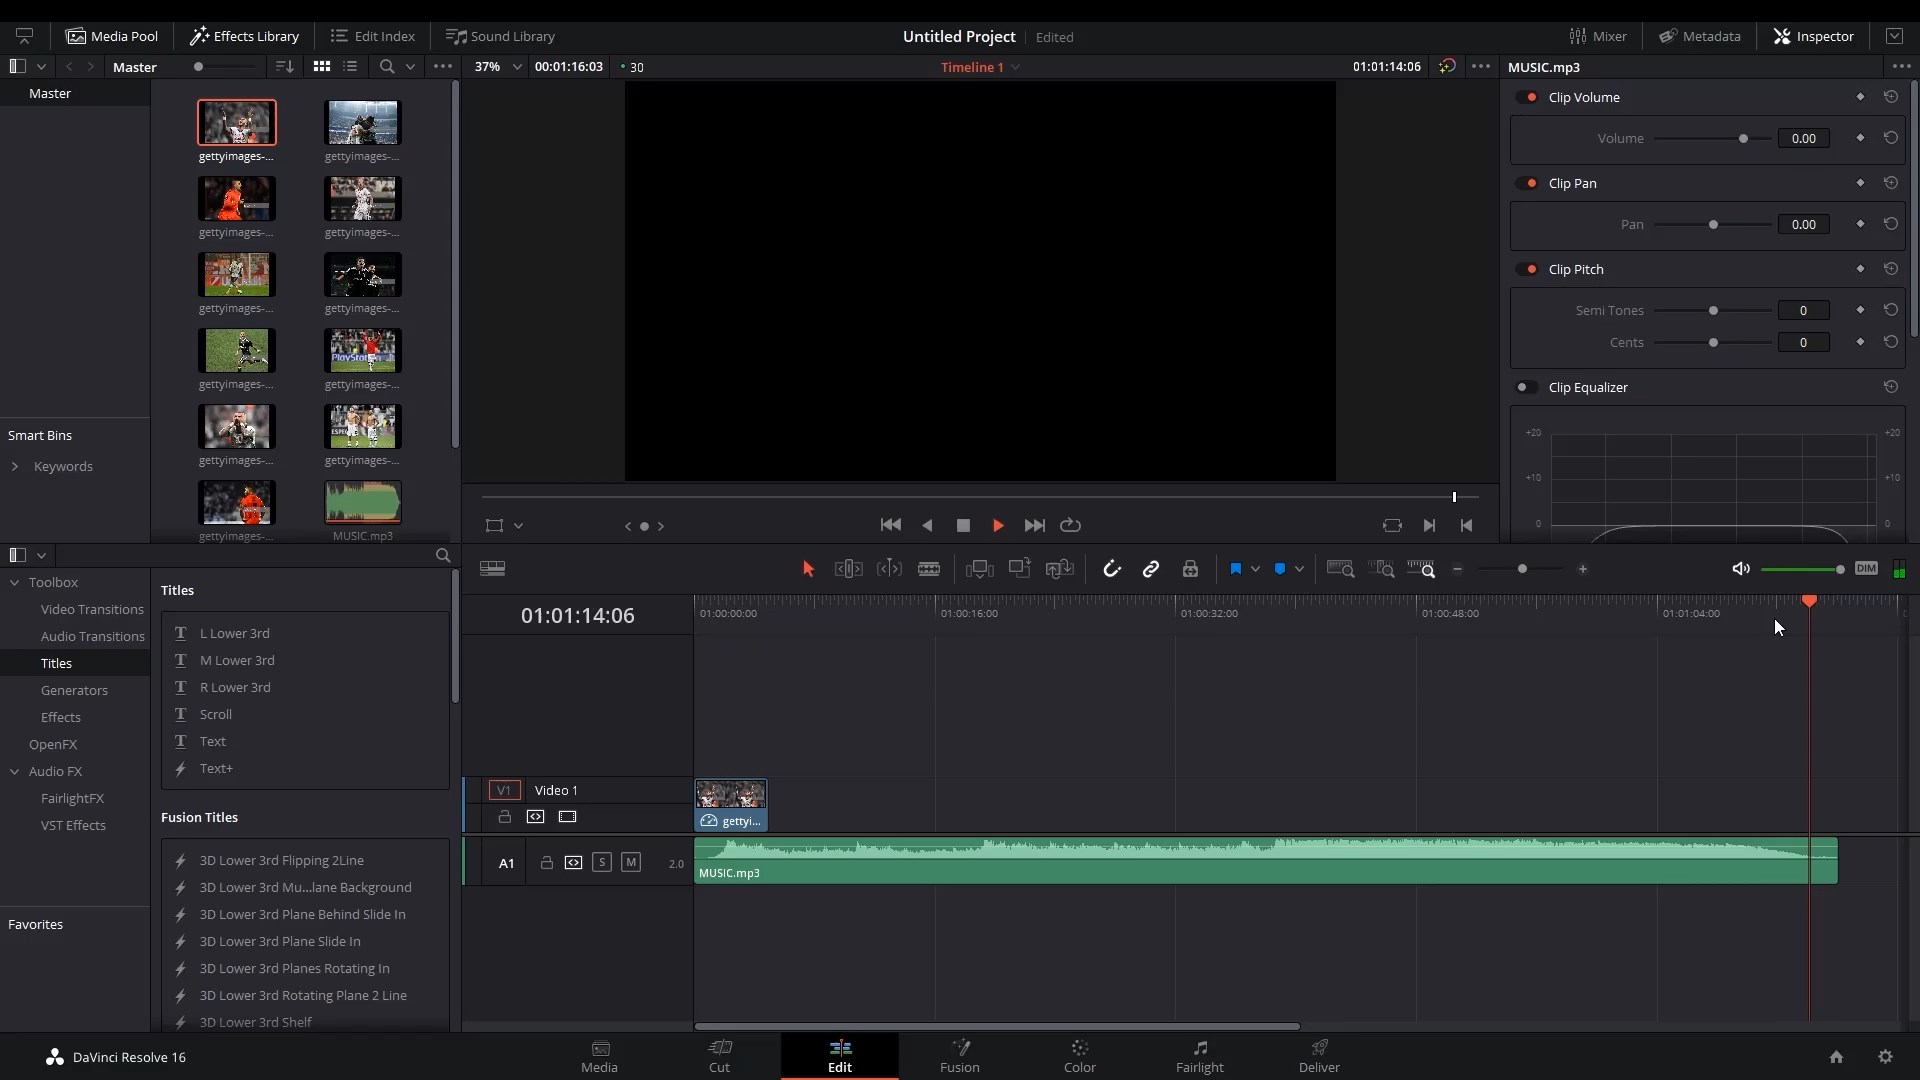 Media Pool
Effects Library
Edit Index
Sound Library
Untitled Project
Edited
Mixer
Metadata
Inspector
Master
37%
00:01:16:03
30
Timeline 1
01:01:14:06
MUSIC.mp3
Master
gettyimages-...
gettyimages-...
gettyimages-...
gettyimages-...
gettyimages-...
gettyimages-...
gettyimages-...
gettyimages-...
gettyimages-...
gettyimages-...
gettyimages-...
MUSIC.mp3
Smart Bins
Keywords
Clip Volume
Volume
0.00
Clip Pan
Pan
0.00
Clip Pitch
Semi Tones
0
Cents
0
Clip Equalizer
+20
+20
+10
+10
0
0
Toolbox
Video Transitions
Audio Transitions
Titles
Generators
Effects
OpenFX
Audio FX
FairlightFX
VST Effects
Favorites
Titles
L Lower 3rd
M Lower 3rd
R Lower 3rd
Scroll
Text
Text+
Fusion Titles
3D Lower 3rd Flipping 2Line
3D Lower 3rd Mu...lane Background
3D Lower 3rd Plane Behind Slide In
3D Lower 3rd Plane Slide In
3D Lower 3rd Planes Rotating In
3D Lower 3rd Rotating Plane 2 Line
3D Lower 3rd Shelf
DIM
01:01:14:06
01:00:00:00
01:00:16:00
01:00:32:00
01:00:48:00
01:01:04:00
V1
Video 1
gettyi...
A1
S
M
2.0
MUSIC.mp3
DaVinci Resolve 16
Media
Cut
Edit
Fusion
Color
Fairlight
Deliver